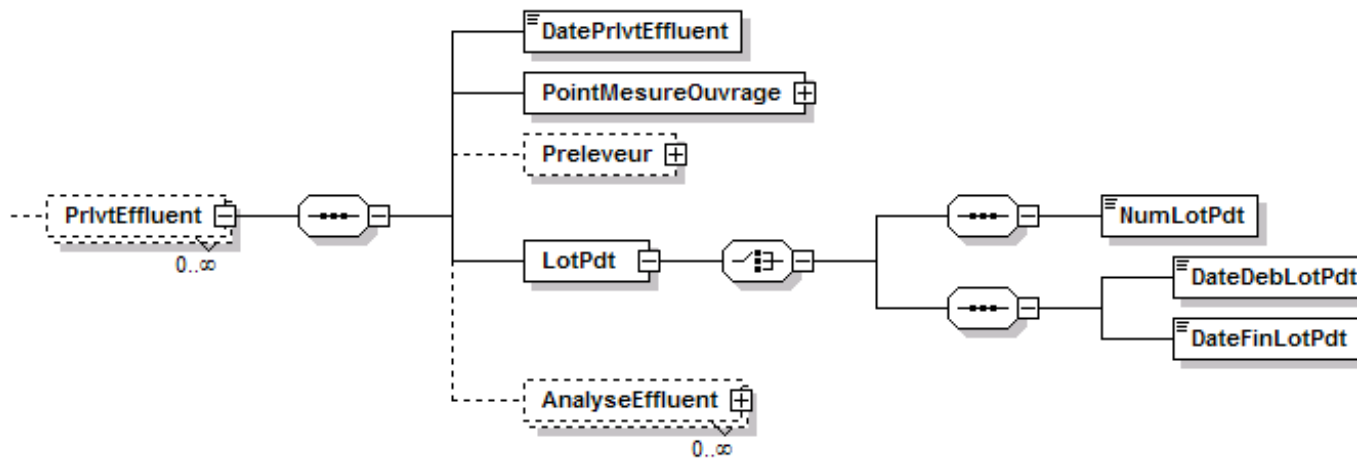 DatePrlvtEffluent
PointMesureOuvrage
Preleveur
PrlvtEffluent
0..∞
LotPdt
NumLotPdt
DateDebLotPdt
DateFinLotPdt
AnalyseEffluent
0..∞